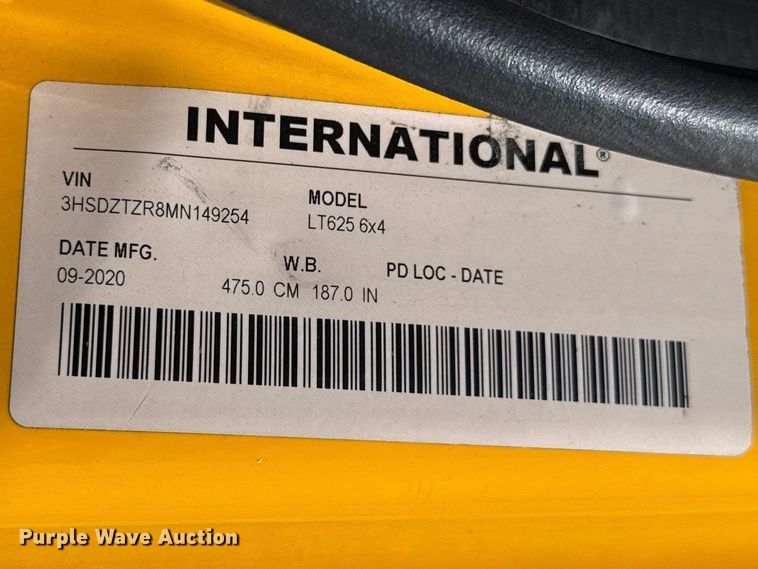 INTERNATIONAL®
VIN
3HSDZTZR8MN149254
MODEL
LT625 6x4
DATE MFG.
09-2020
W.B.
475.0 CM 187.0 IN
PD LOC - DATE
Purple Wave Auction